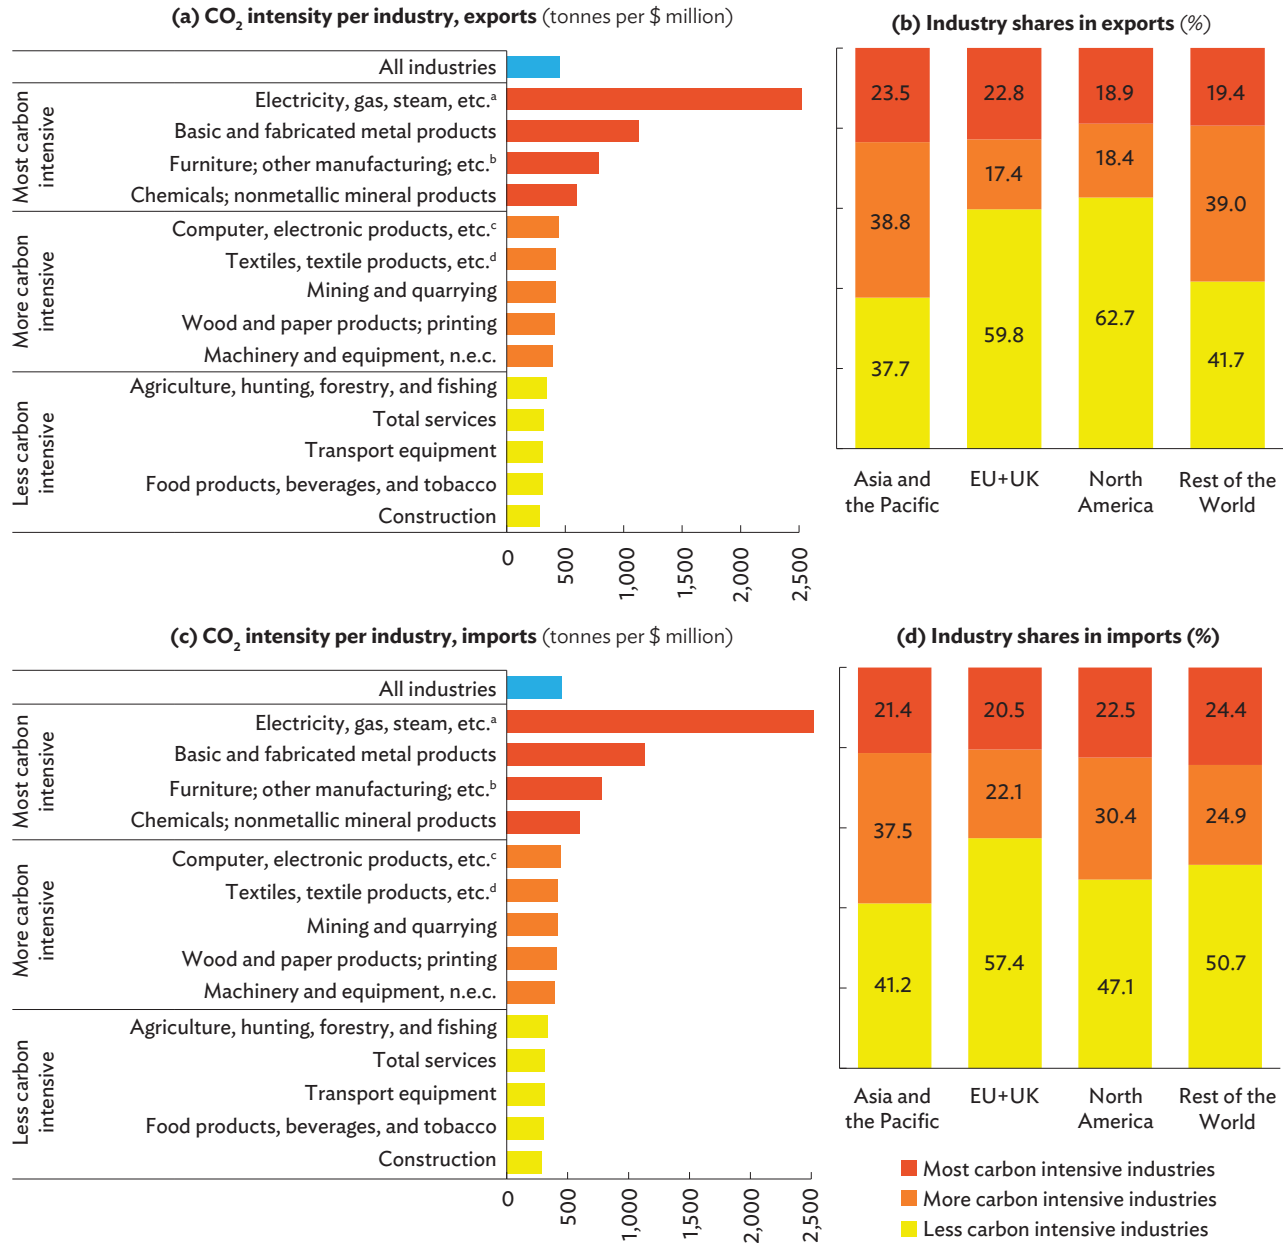 (a) CO2 intensity per industry, exports (tonnes per $ million)
All industries
Most carbon
intensive
Electricity, gas, steam, etc.a
Basic and fabricated metal products
Furniture; other manufacturing; etc.b
Chemicals; nonmetallic mineral products
More carbon
intensive
Computer, electronic products, etc.c
Textiles, textile products, etc.d
Mining and quarrying
Wood and paper products; printing
Machinery and equipment, n.e.c.
Less carbon
intensive
Agriculture, hunting, forestry, and fishing
Total services
Transport equipment
Food products, beverages, and tobacco
Construction
0 500 1,000 1,500 2,000 2,500
(b) Industry shares in exports (%)
23.5 22.8 18.9 19.4
38.8 17.4 18.4 39.0
37.7 59.8 62.7 41.7
Asia and
the Pacific
EU+UK
North
America
Rest of the
World
(c) CO2 intensity per industry, imports (tonnes per $ million)
All industries
Most carbon
intensive
Electricity, gas, steam, etc.a
Basic and fabricated metal products
Furniture; other manufacturing; etc.b
Chemicals; nonmetallic mineral products
More carbon
intensive
Computer, electronic products, etc.c
Textiles, textile products, etc.d
Mining and quarrying
Wood and paper products; printing
Machinery and equipment, n.e.c.
Less carbon
intensive
Agriculture, hunting, forestry, and fishing
Total services
Transport equipment
Food products, beverages, and tobacco
Construction
0 500 1,000 1,500 2,000 2,500
(d) Industry shares in imports (%)
21.4 20.5 22.5 24.4
37.5 22.1 30.4 24.9
41.2 57.4 47.1 50.7
Asia and
the Pacific
EU+UK
North
America
Rest of the
World
Most carbon intensive industries
More carbon intensive industries
Less carbon intensive industries